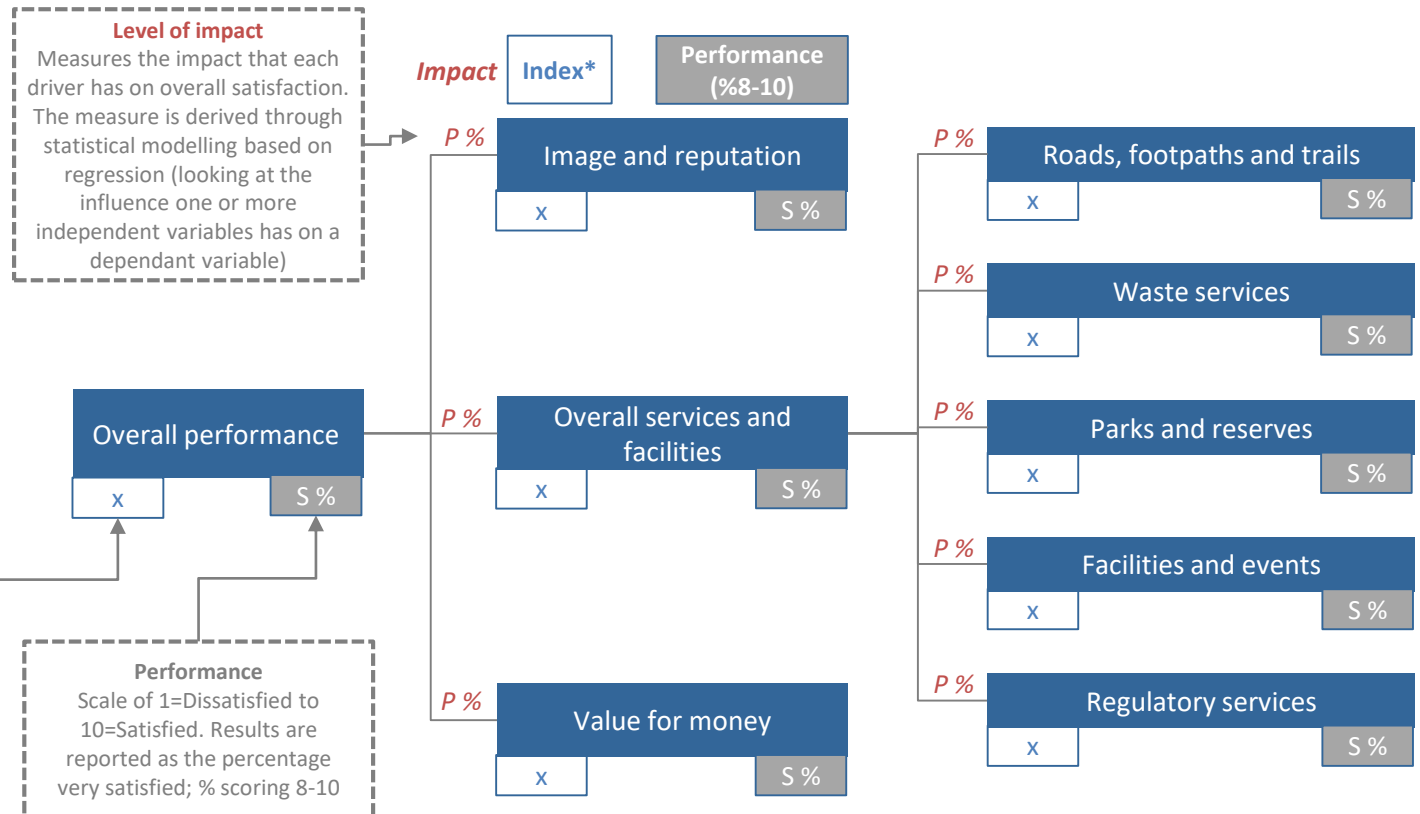 Level of impact
Measures the impact that each
driver has on overall satisfaction.
The measure is derived through
statistical modelling based on
regression (looking at the
influence one or more
independent variables has on a
dependant variable)
Impact
Index*
Performance
(%8-10)
P %
Image and reputation
x
S %
P %
Roads, footpaths and trails
x
S %
P %
Waste services
x
S %
Overall performance
x
S %
P %
Overall services and
facilities
x
S %
P %
Parks and reserves
x
S %
P %
Facilities and events
x
S %
Performance
Scale of 1=Dissatisfied to
10=Satisfied. Results are
reported as the percentage
very satisfied; % scoring 8-10
P %
Value for money
x
S %
P %
Regulatory services
x
S %